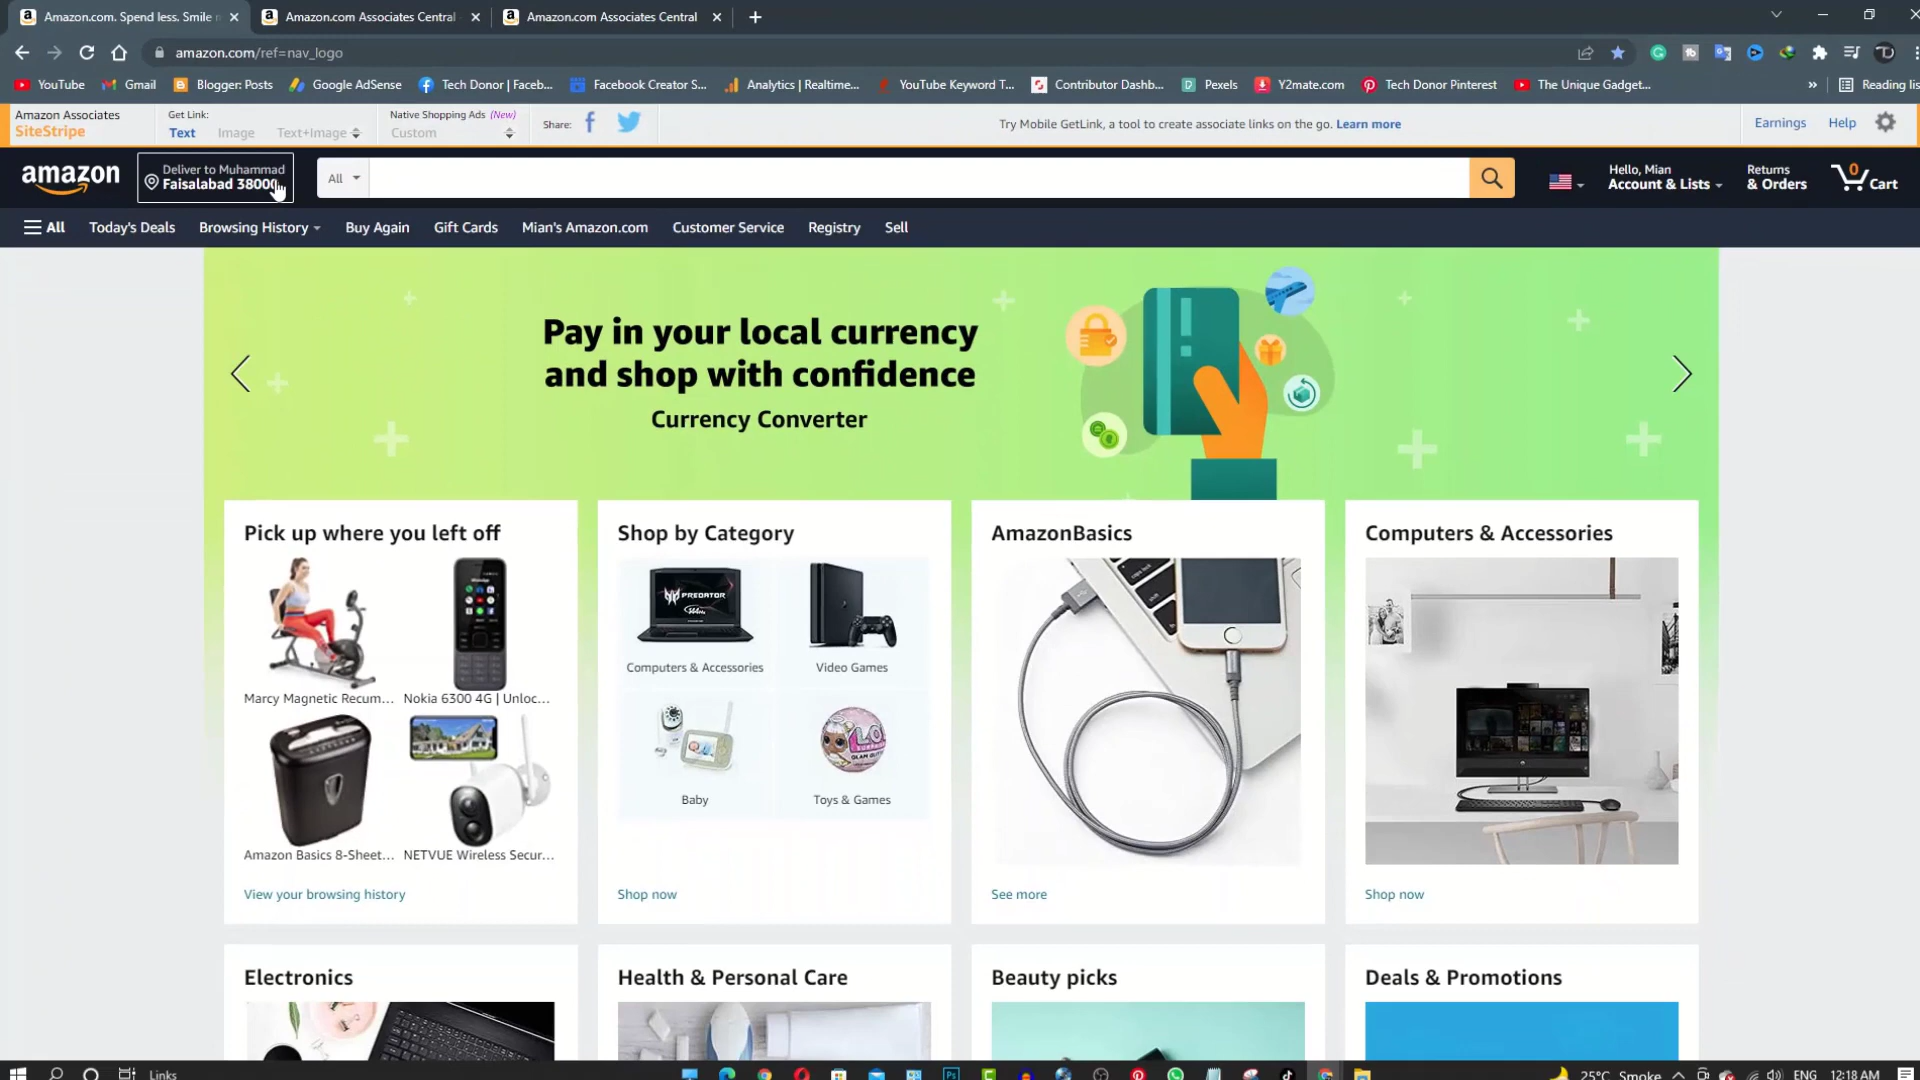 Amazon.com. Spend less. Smile
Amazon.com Associates Central
Amazon.com Associates Central
amazon.com/ref=nav_logo
YouTube
Gmail
Blogger: Posts
Google AdSense
Tech Donor | Faceb...
Facebook Creator S...
Analytics | Realtime...
YouTube Keyword T...
Contributor Dashb...
Pexels
Y2mate.com
Tech Donor Pinterest
The Unique Gadget...
»
Reading lis
Amazon Associates
SiteStripe
Get Link:
Text
Image
Text+Image
Native Shopping Ads (New)
Custom
Share:
Try Mobile GetLink, a tool to create associate links on the go. Learn more
Earnings
Help
amazon
Deliver to Muhammad
Faisalabad 38000
All
Hello, Mian
Account & Lists
Returns
& Orders
0
Cart
All
Today's Deals
Browsing History
Buy Again
Gift Cards
Mian's Amazon.com
Customer Service
Registry
Sell
Pay in your local currency
and shop with confidence
Currency Converter
Pick up where you left off
Marcy Magnetic Recum...
Nokia 6300 4G | Unloc...
Amazon Basics 8-Sheet...
NETVUE Wireless Secur...
View your browsing history
Shop by Category
PREDATOR
Computers & Accessories
Video Games
Baby
Toys & Games
Shop now
AmazonBasics
See more
Computers & Accessories
Shop now
Electronics
Health & Personal Care
Beauty picks
Deals & Promotions
Links
25°C Smoke
ENG
12:18 AM